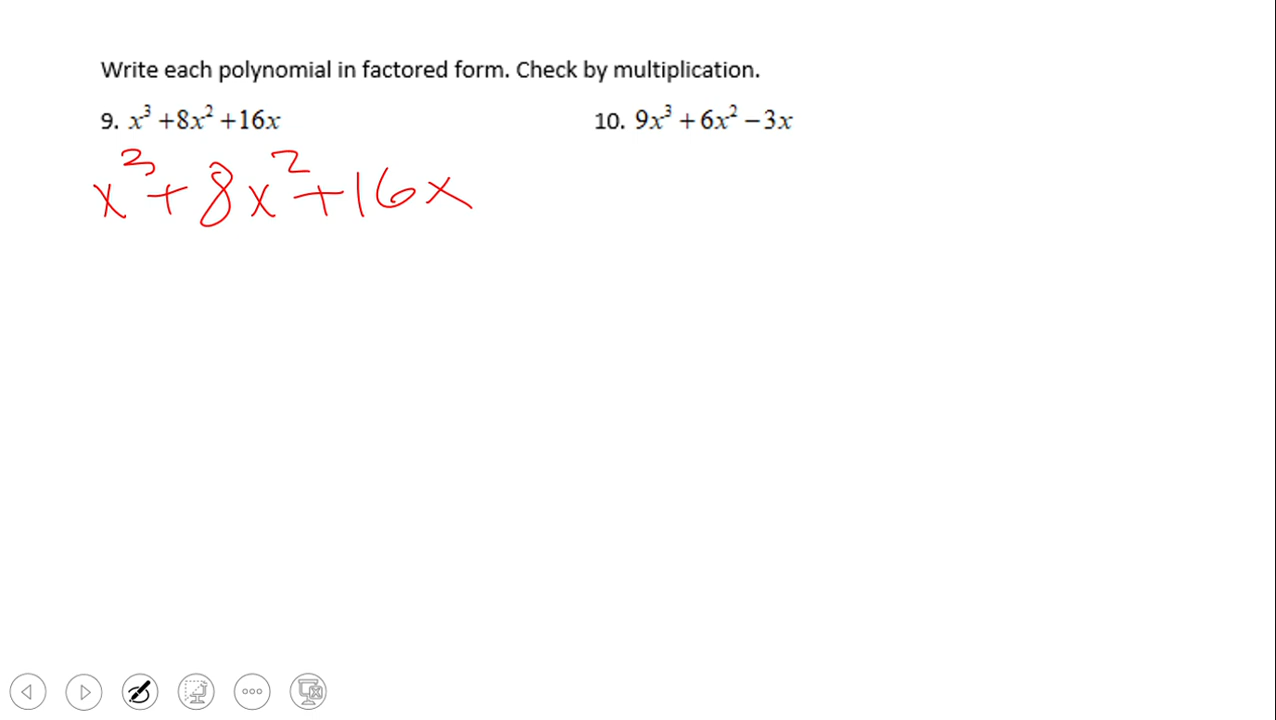 Write each polynomial in factored form. Check by multiplication.
9. x³ +8x² +16x
10. 9x³ + 6x² − 3x
x³ + 8x² + 16x